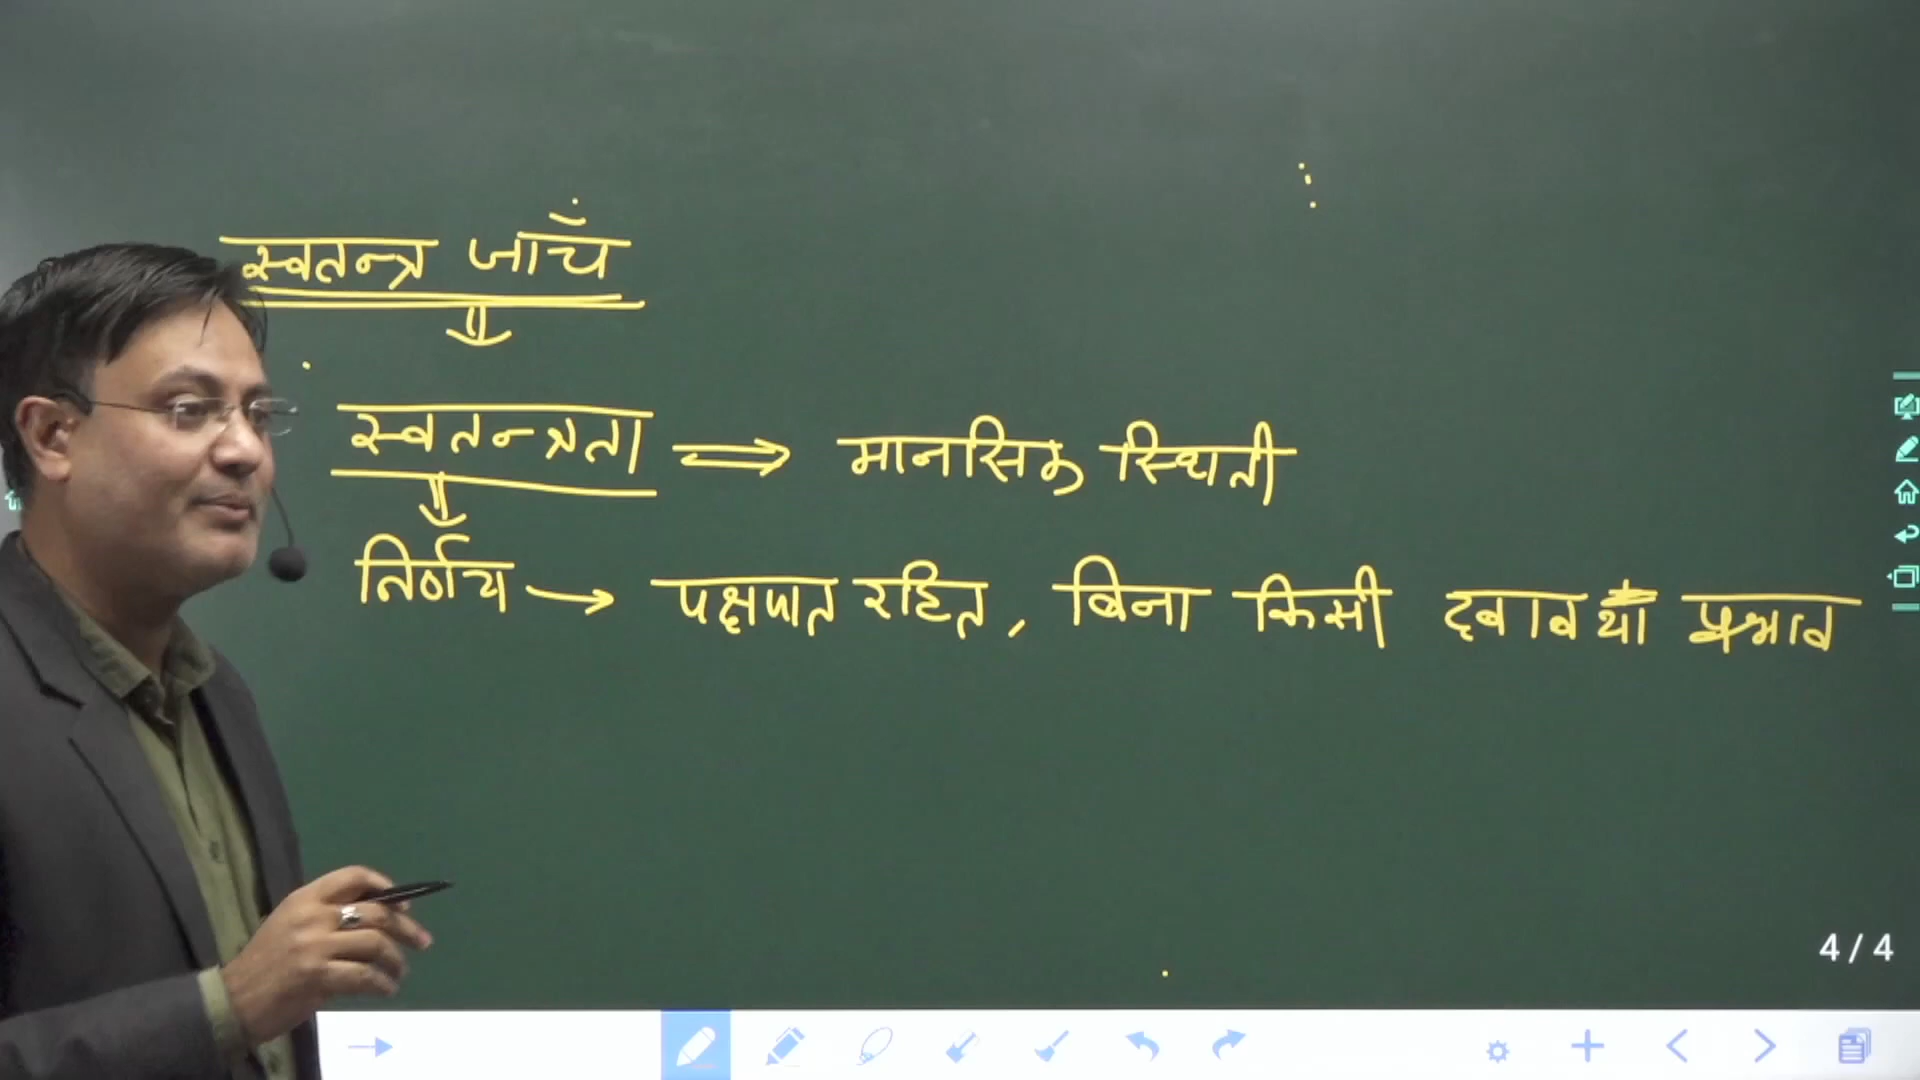 स्वतन्त्र जाँच
स्वतन्त्रता ⇒ मानसिक स्थिती
निर्णय → पक्षपात रहित, बिना किसी दबाव या प्रभाव
4 / 4